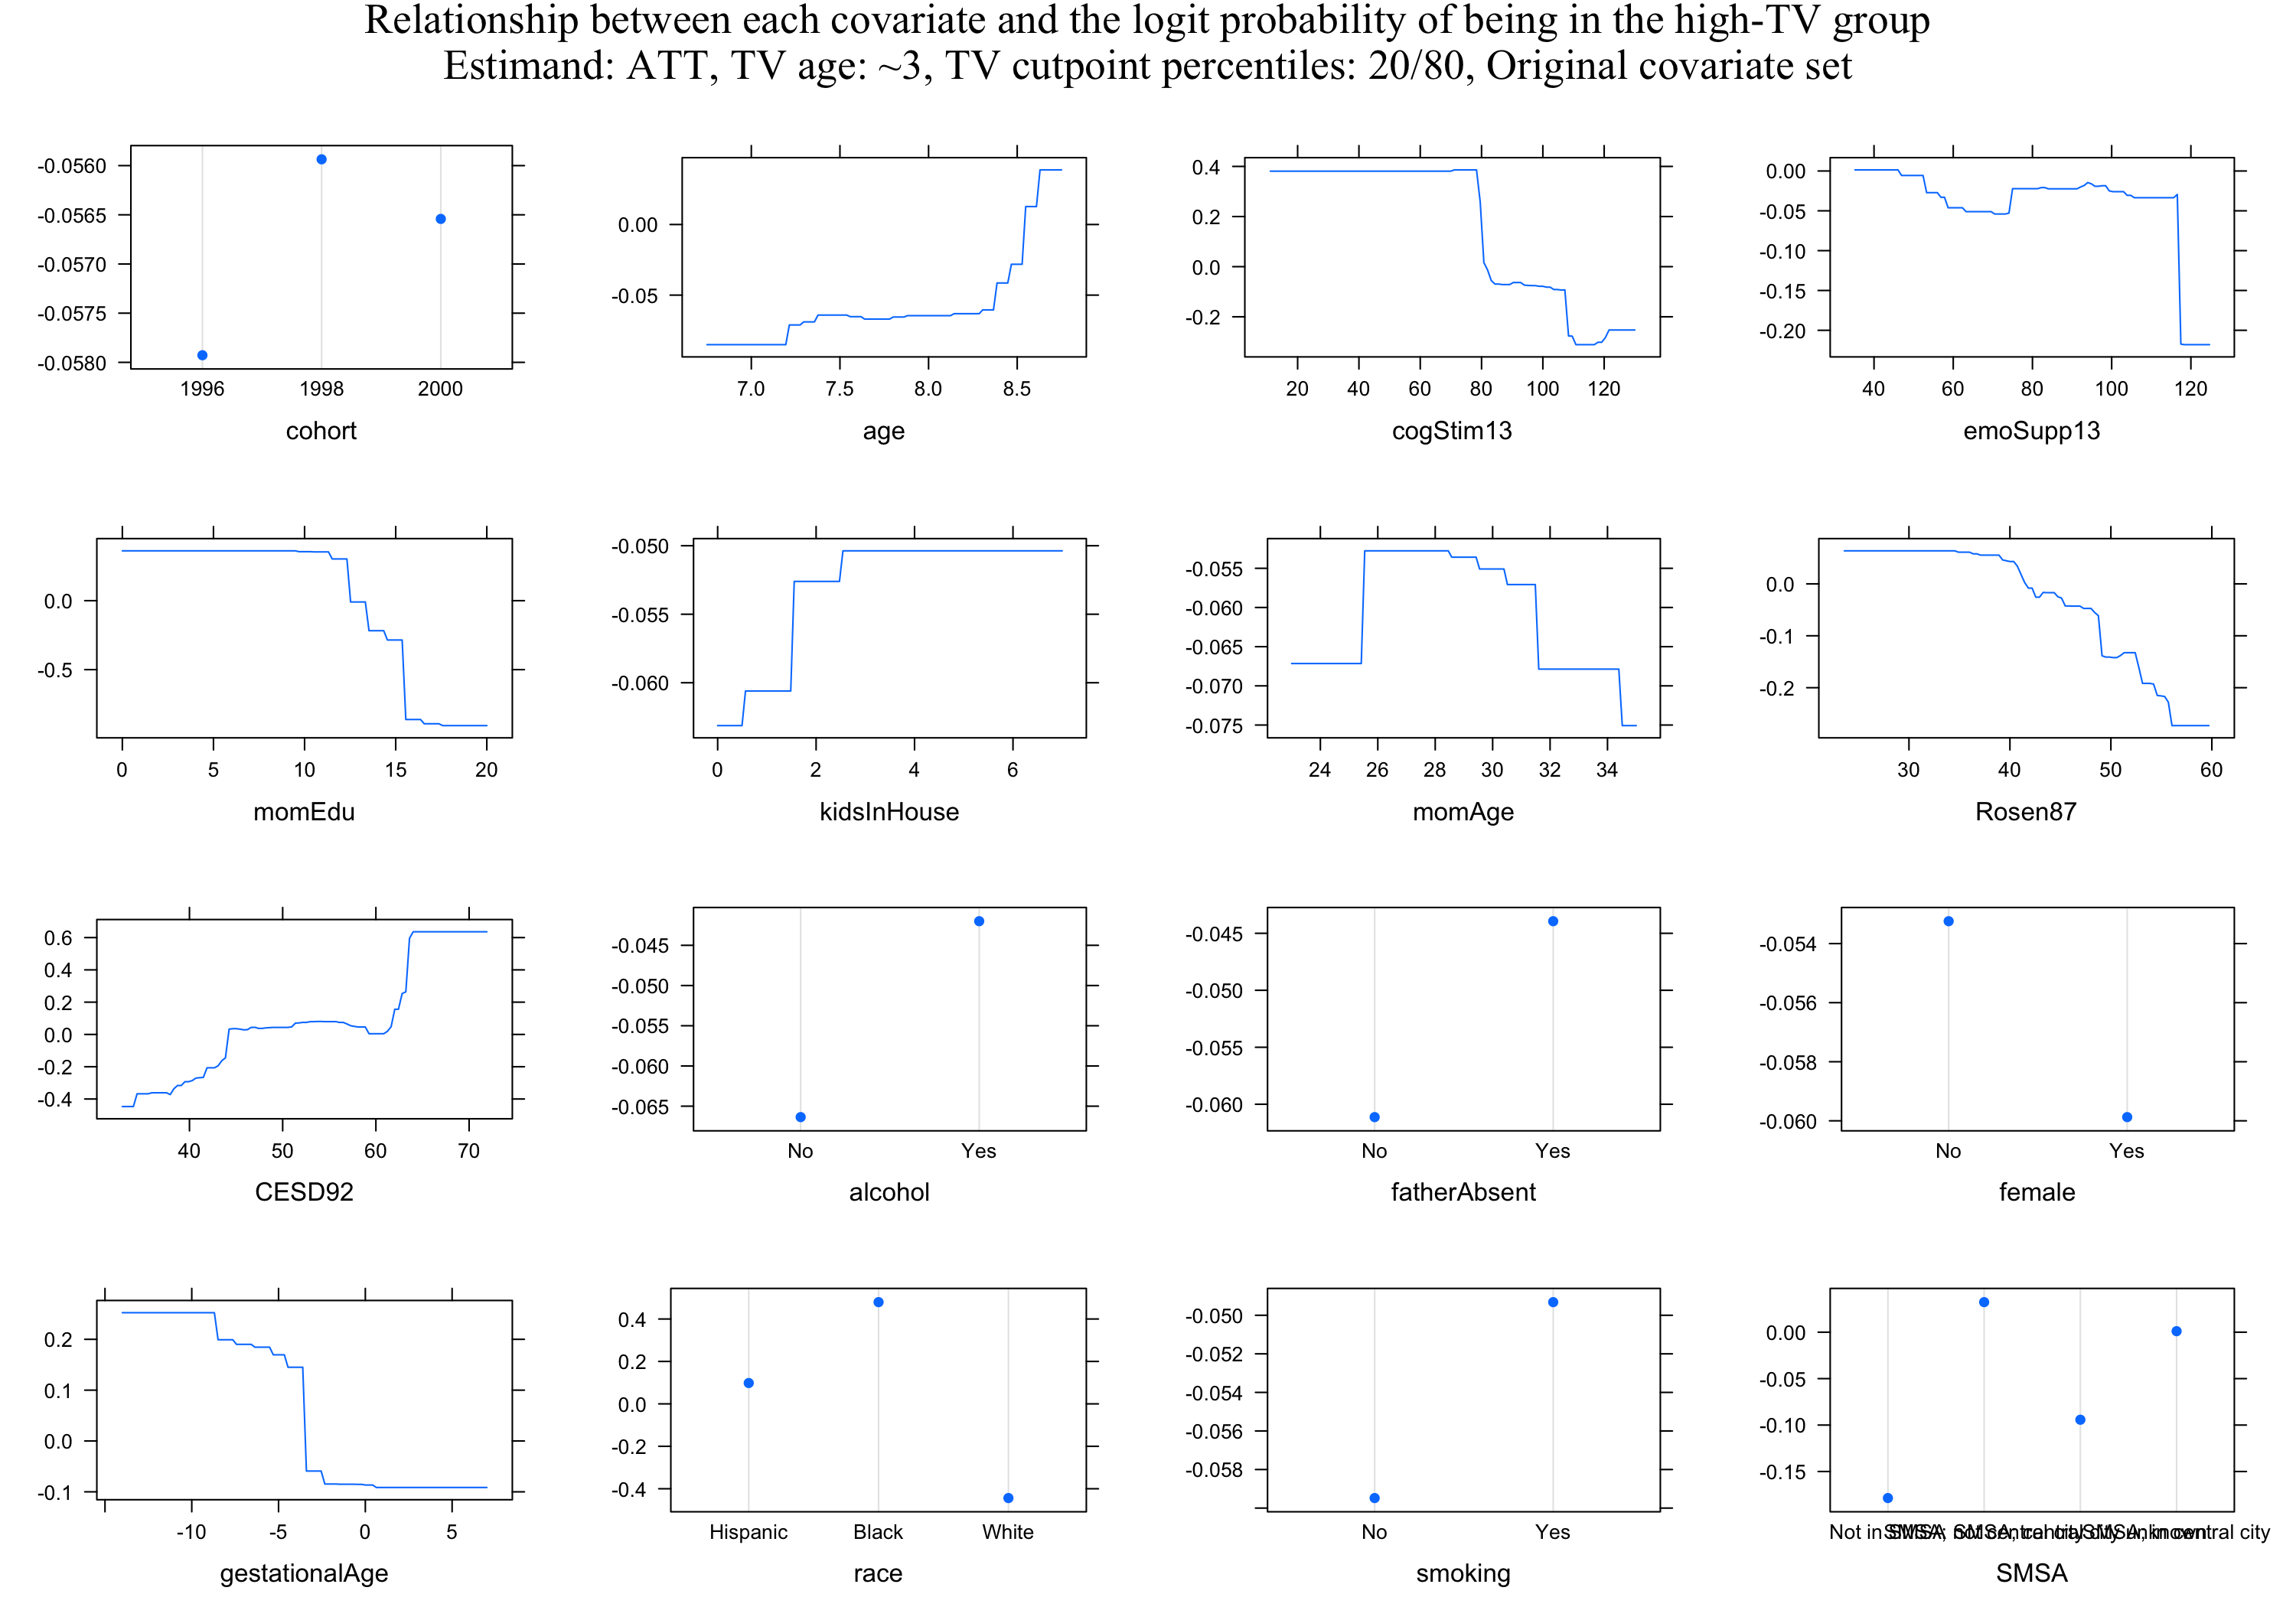 Relationship between each covariate and the logit probability of being in the high-TV group
Estimand: ATT, TV age: ~3, TV cutpoint percentiles: 20/80, Original covariate set
-0.0560
-0.0565
-0.0570
-0.0575
-0.0580
1996 1998 2000
cohort
0.00
-0.05
7.0 7.5 8.0 8.5
age
0.4
0.2
0.0
-0.2
20 40 60 80 100 120
cogStim13
0.00
-0.05
-0.10
-0.15
-0.20
40 60 80 100 120
emoSupp13
0.0
-0.5
0 5 10 15 20
momEdu
-0.050
-0.055
-0.060
0 2 4 6
kidsInHouse
-0.055
-0.060
-0.065
-0.070
-0.075
24 26 28 30 32 34
momAge
0.0
-0.1
-0.2
30 40 50 60
Rosen87
0.6
0.4
0.2
0.0
-0.2
-0.4
40 50 60 70
CESD92
-0.045
-0.050
-0.055
-0.060
-0.065
No Yes
alcohol
-0.045
-0.050
-0.055
-0.060
No Yes
fatherAbsent
-0.054
-0.056
-0.058
-0.060
No Yes
female
0.2
0.1
0.0
-0.1
-10 -5 0 5
gestationalAge
0.4
0.2
0.0
-0.2
-0.4
Hispanic Black White
race
-0.050
-0.052
-0.054
-0.056
-0.058
No Yes
smoking
0.00
-0.05
-0.10
-0.15
Not in SMSA
central city
SMSA